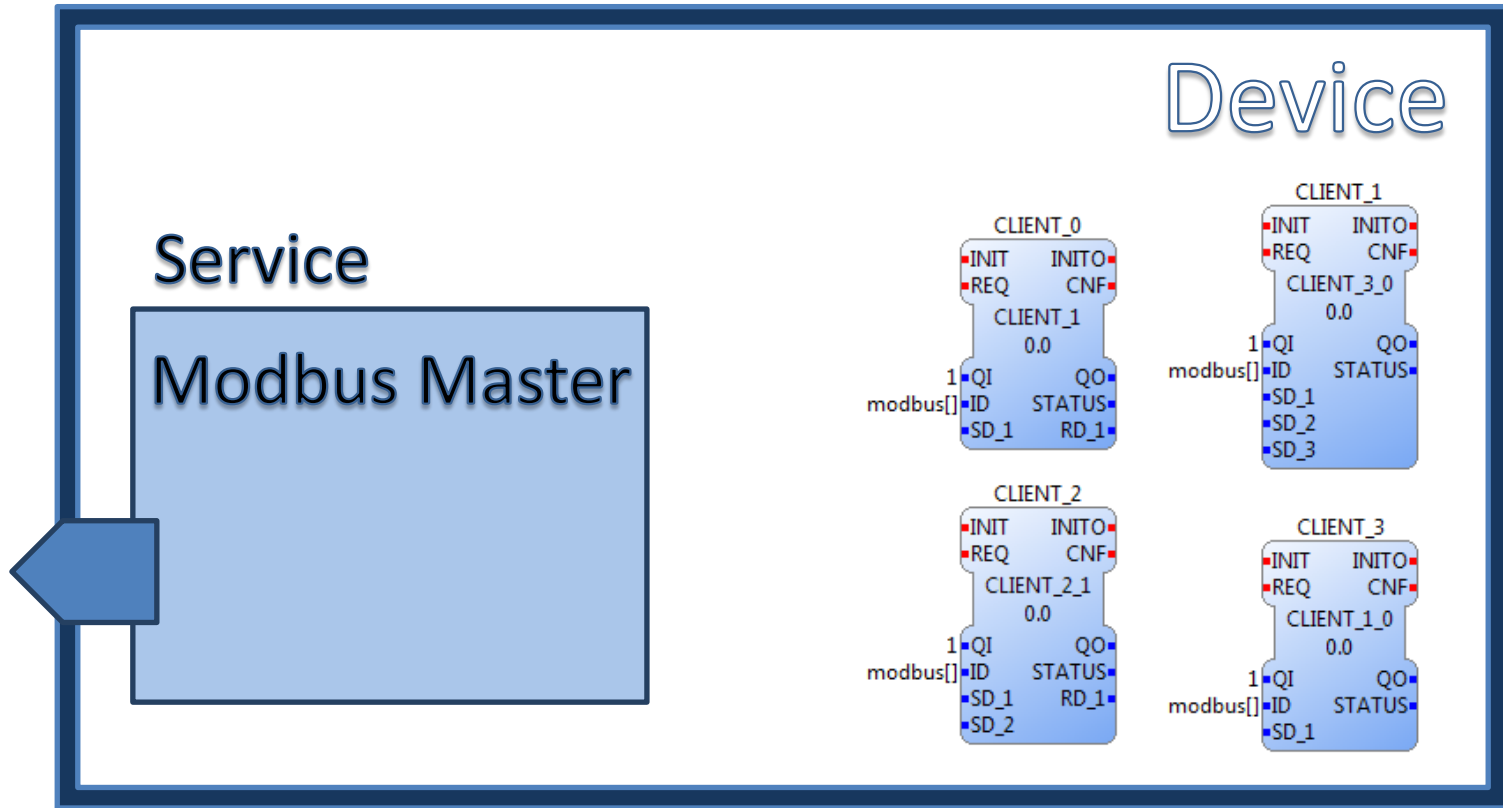 Device
Service
Modbus Master
CLIENT_0
INIT INITO
REQ CNF
CLIENT_1
0.0
1 QI QO
modbus[] ID STATUS
SD_1 RD_1
CLIENT_1
INIT INITO
REQ CNF
CLIENT_3_0
0.0
1 QI QO
modbus[] ID STATUS
SD_1
SD_2
SD_3
CLIENT_2
INIT INITO
REQ CNF
CLIENT_2_1
0.0
1 QI QO
modbus[] ID STATUS
SD_1 RD_1
SD_2
CLIENT_3
INIT INITO
REQ CNF
CLIENT_1_0
0.0
1 QI QO
modbus[] ID STATUS
SD_1